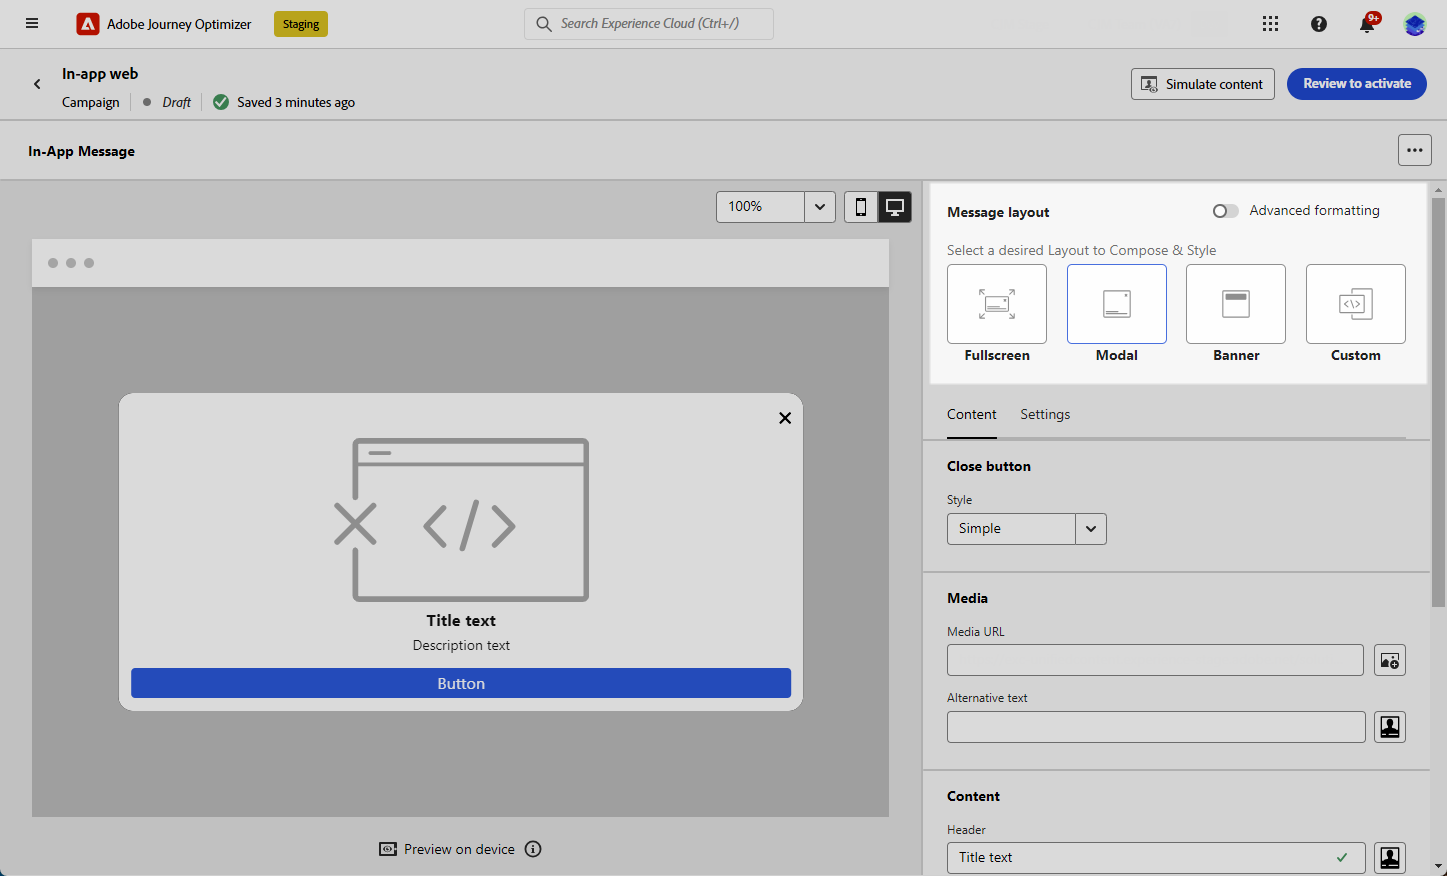 Adobe Journey Optimizer
Staging
Search Experience Cloud (Ctrl+/)
9+
In-app web
Campaign
Draft
Saved 3 minutes ago
Simulate content
Review to activate
In-App Message
100%
Message layout
Advanced formatting
Select a desired Layout to Compose & Style
Fullscreen
Modal
Banner
Custom
Content
Settings
Close button
Style
Simple
Title text
Description text
Button
Media
Media URL
Alternative text
Content
Header
Title text
Preview on device